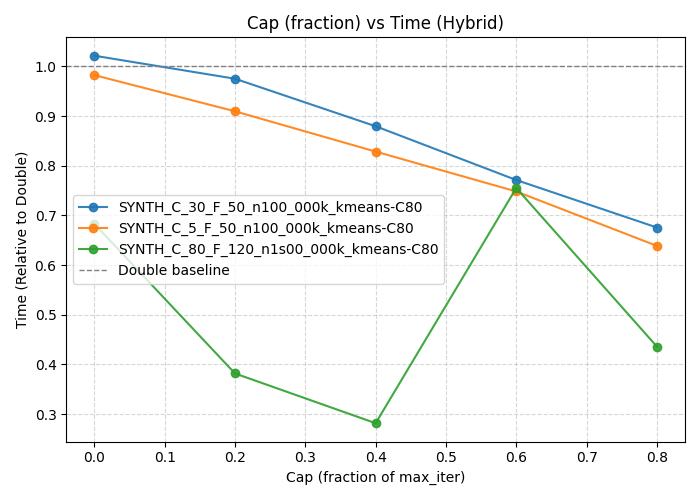 Cap (fraction) vs Time (Hybrid)
Time (Relative to Double)
1.0
0.9
0.8
0.7
0.6
0.5
0.4
0.3
SYNTH_C_30_F_50_n100_000k_kmeans-C80
SYNTH_C_5_F_50_n100_000k_kmeans-C80
SYNTH_C_80_F_120_n1s00_000k_kmeans-C80
Double baseline
0.0 0.1 0.2 0.3 0.4 0.5 0.6 0.7 0.8
Cap (fraction of max_iter)